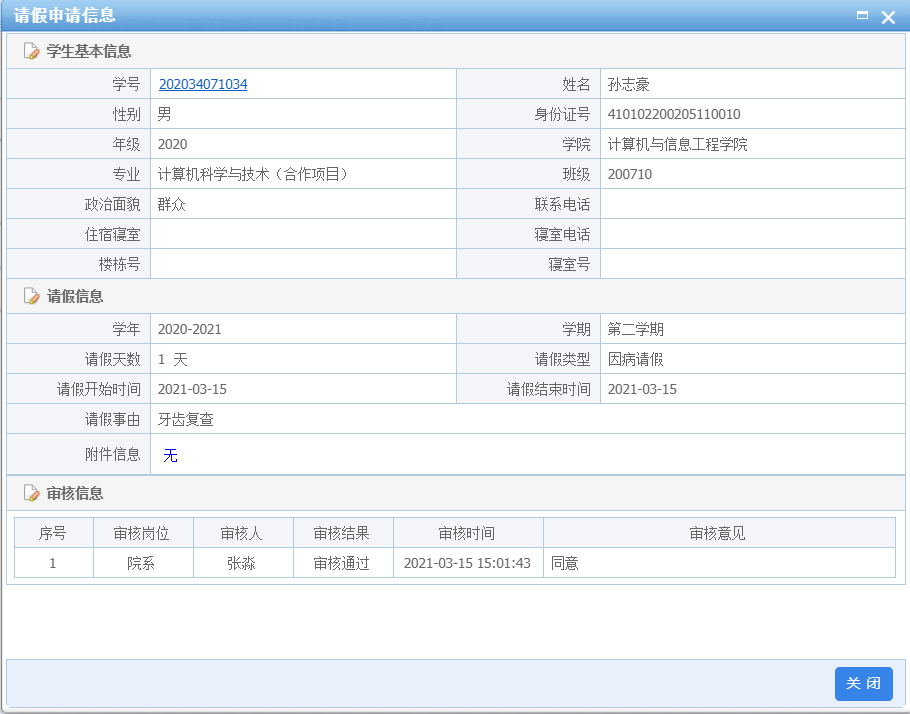 请假申请信息
学生基本信息
学号 202034071034 姓名 孙志豪
性别 男 身份证号 410102200205110010
年级 2020 学院 计算机与信息工程学院
专业 计算机科学与技术（合作项目） 班级 200710
政治面貌 群众 联系电话
住宿寝室 寝室电话
楼栋号 寝室号
请假信息
学年 2020-2021 学期 第二学期
请假天数 1 天 请假类型 因病请假
请假开始时间 2021-03-15 请假结束时间 2021-03-15
请假事由 牙齿复查
附件信息 无
审核信息
序号 审核岗位 审核人 审核结果 审核时间 审核意见
1 院系 张淼 审核通过 2021-03-15 15:01:43 同意
关 闭